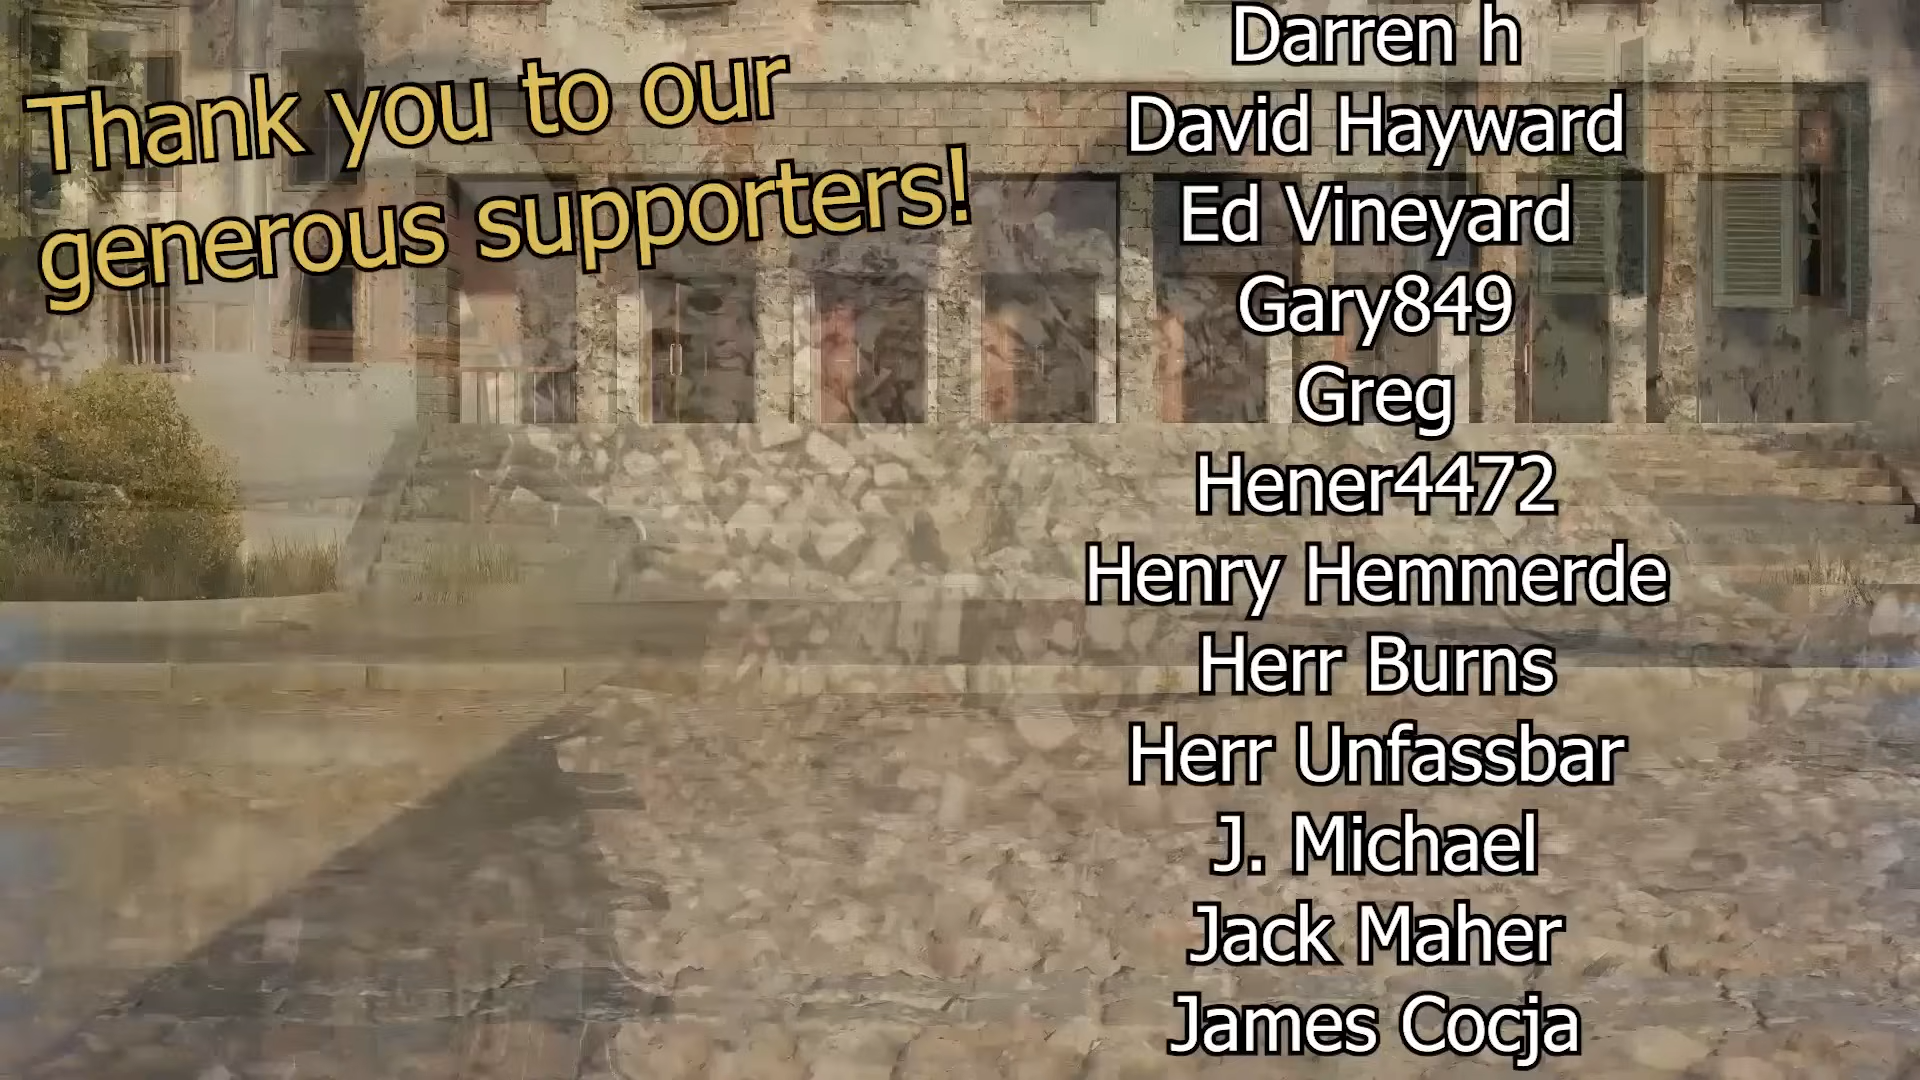 Thank you to our
generous supporters!
Darren h
David Hayward
Ed Vineyard
Gary849
Greg
Hener4472
Henry Hemmerde
Herr Burns
Herr Unfassbar
J. Michael
Jack Maher
James Cocja